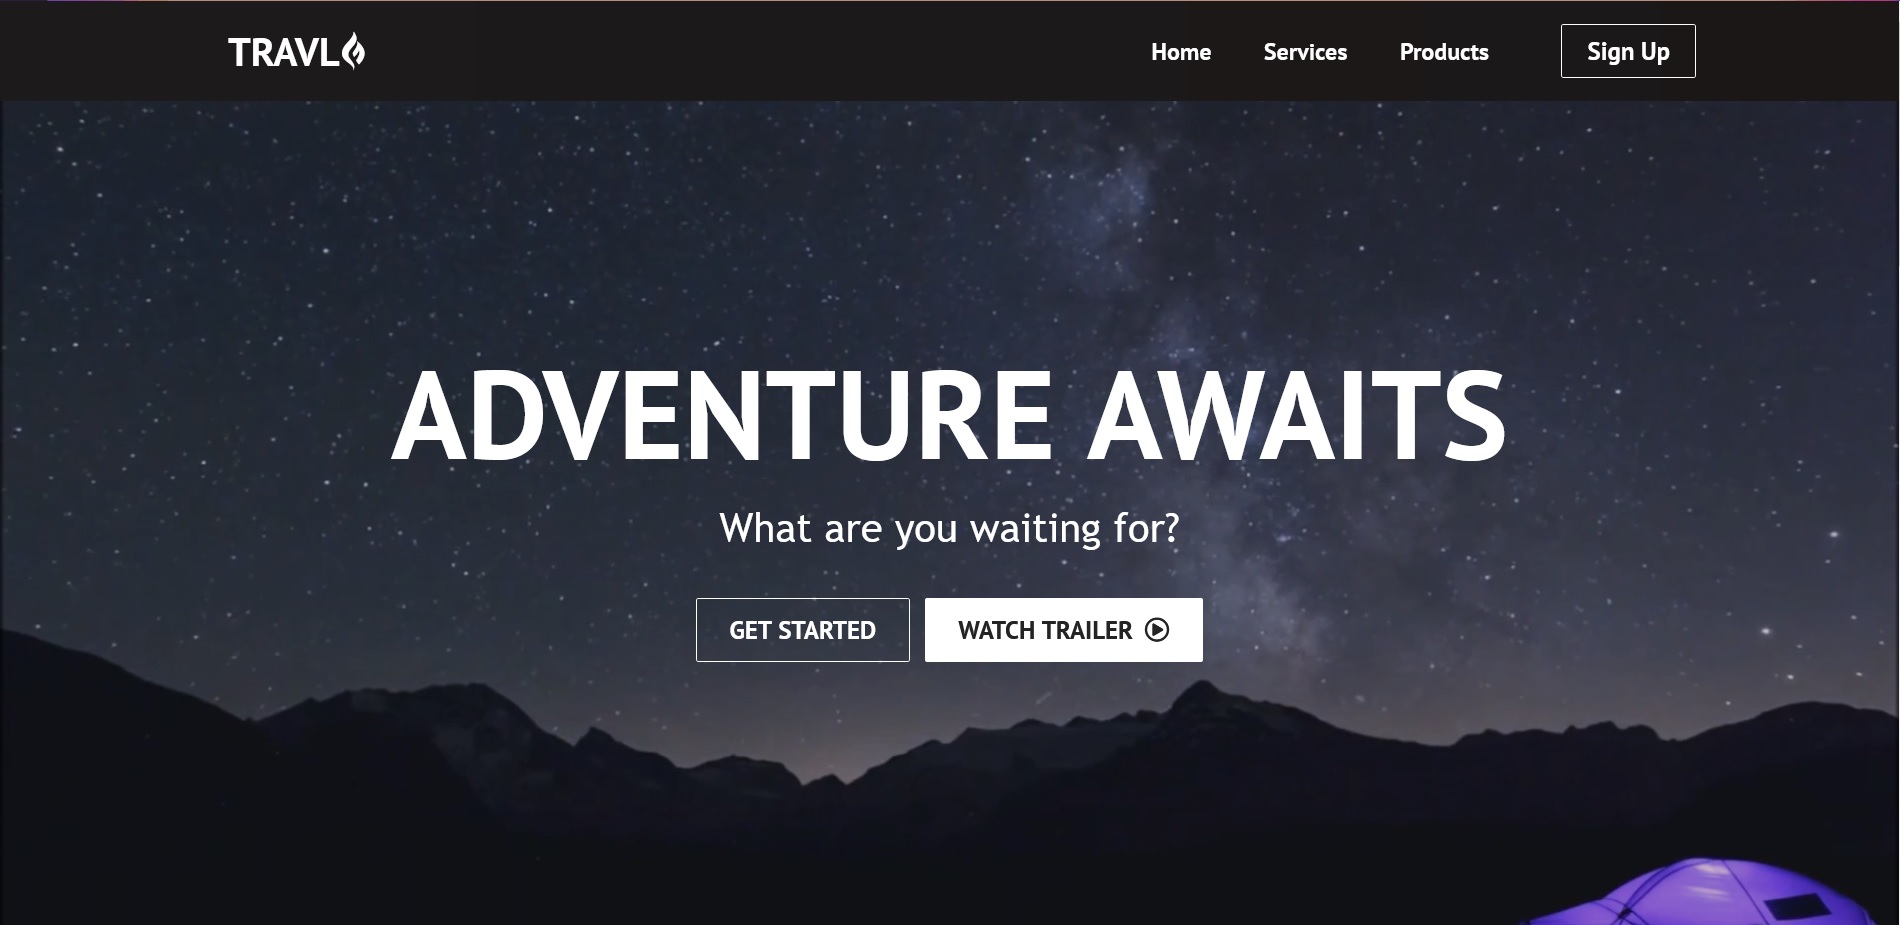 TRAVL
Home
Services
Products
Sign Up
ADVENTURE AWAITS
What are you waiting for?
GET STARTED
WATCH TRAILER